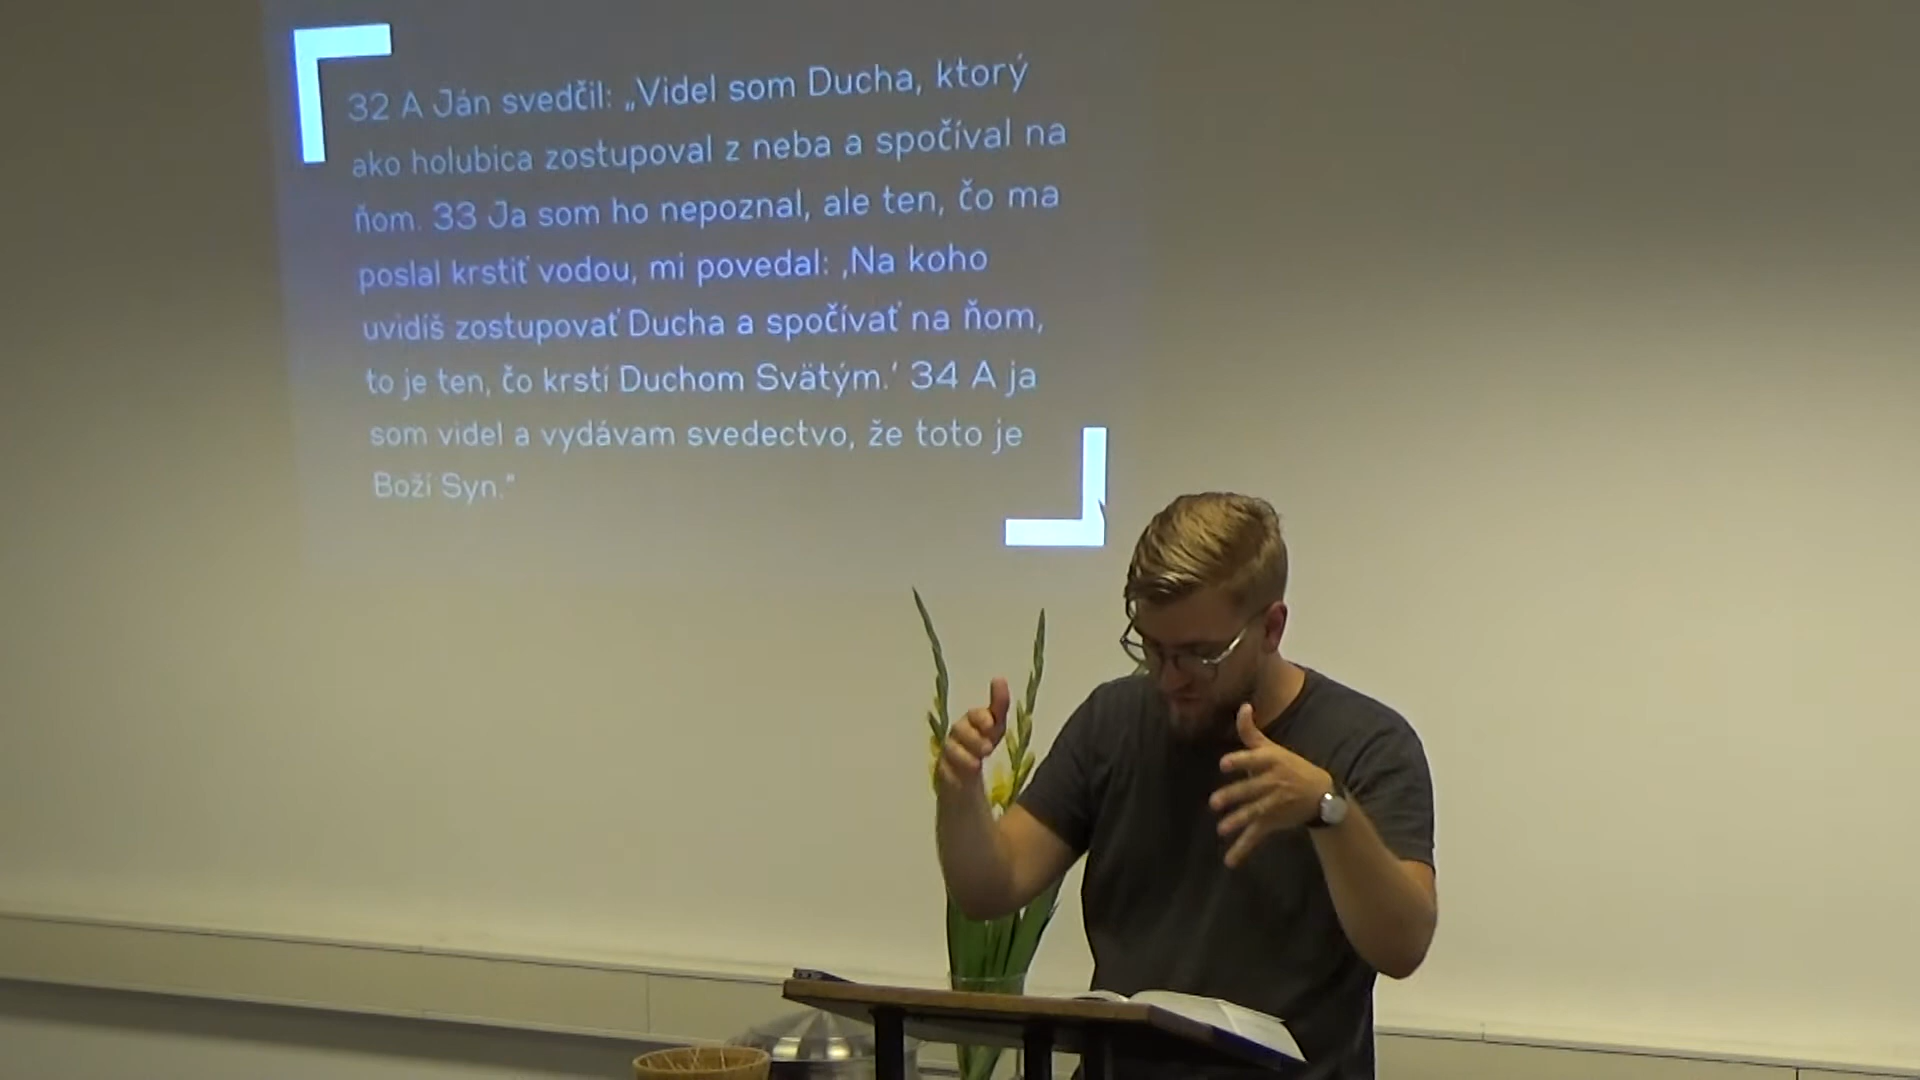 32 A Ján svedčil: „Videl som Ducha, ktorý
ako holubica zostupoval z neba a spočíval na
ňom. 33 Ja som ho nepoznal, ale ten, čo ma
poslal krstiť vodou, mi povedal: ‚Na koho
uvidíš zostupovať Ducha a spočívať na ňom,
to je ten, čo krstí Duchom Svätým.‘ 34 A ja
som videl a vydávam svedectvo, že toto je
Boží Syn.“